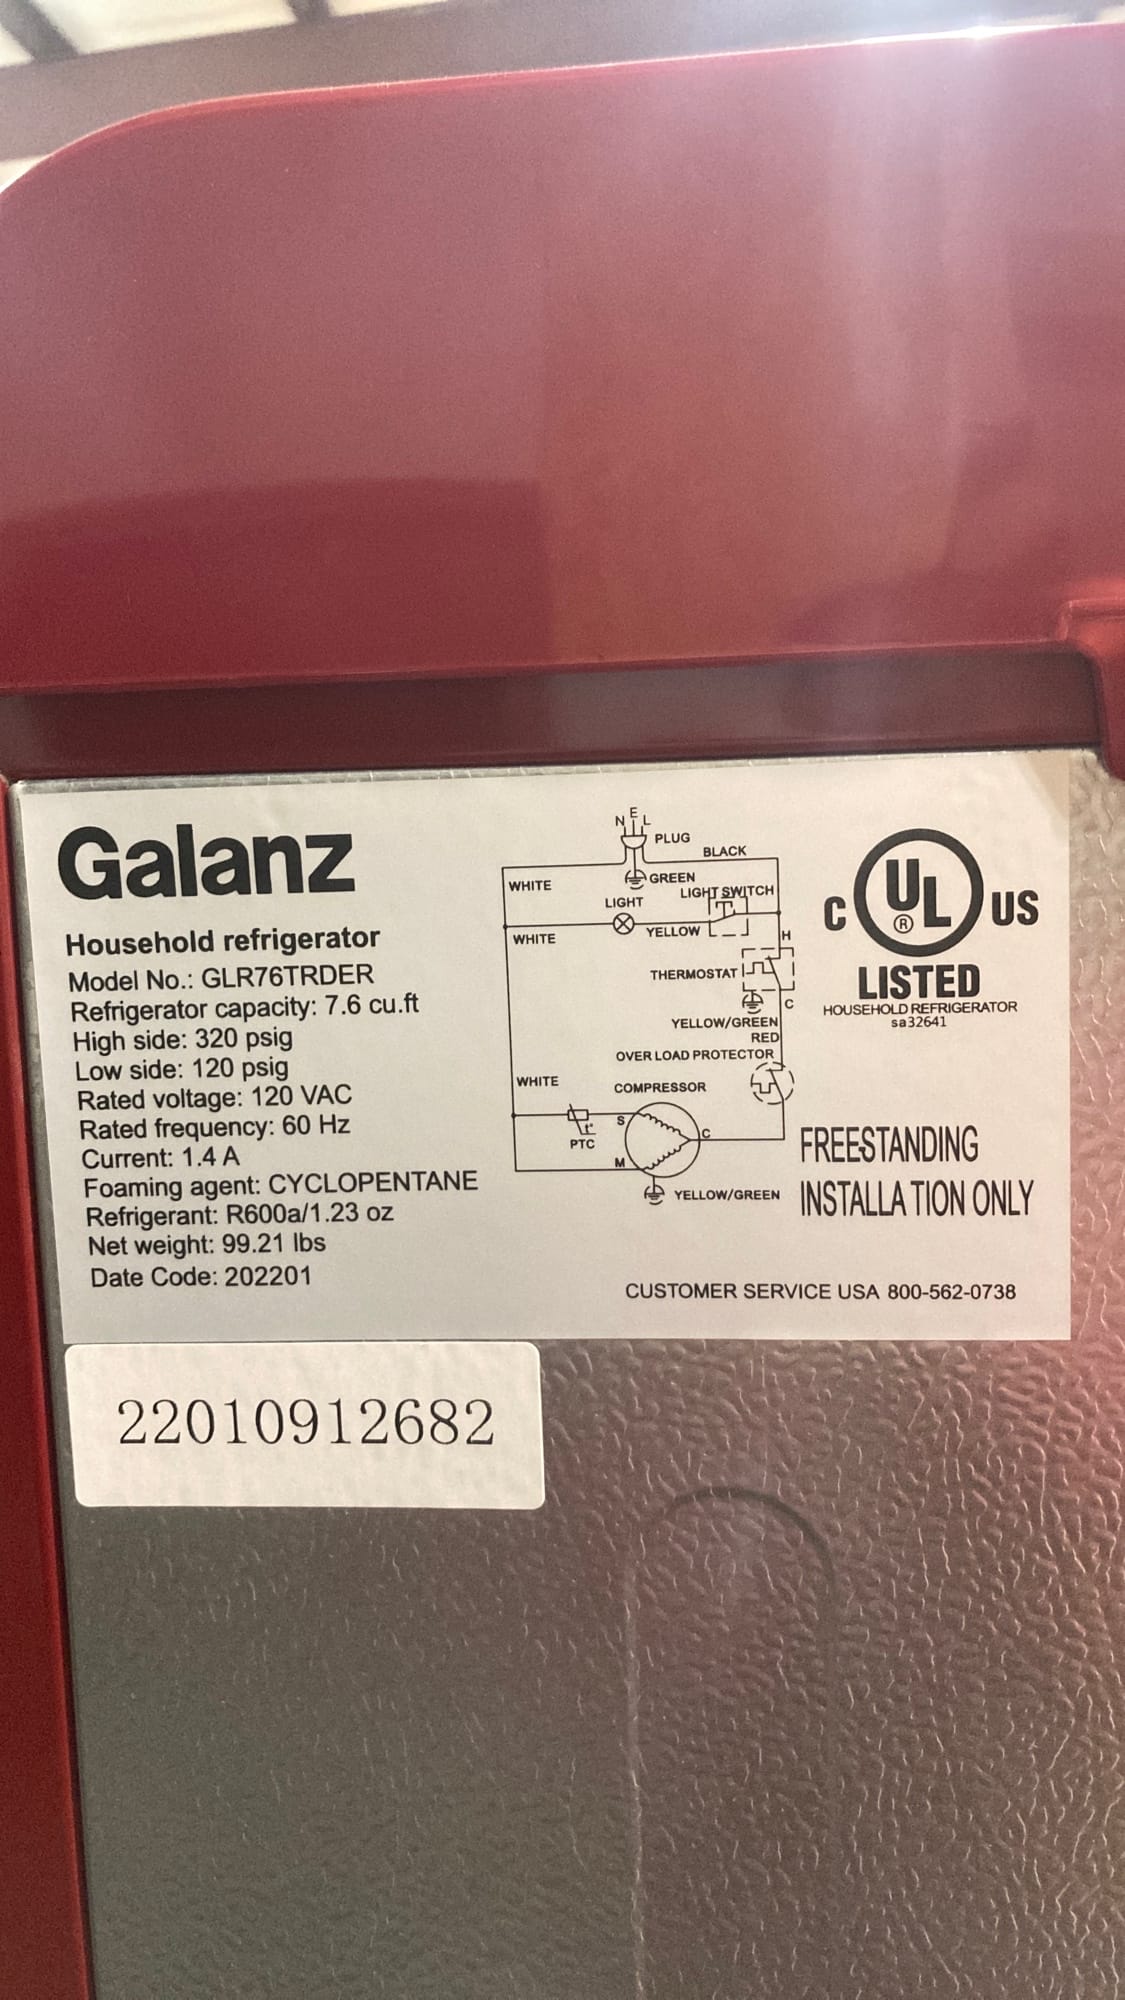 Galanz
Household refrigerator
Model No.: GLR76TRDER
Refrigerator capacity: 7.6 cu.ft
High side: 320 psig
Low side: 120 psig
Rated voltage: 120 VAC
Rated frequency: 60 Hz
Current: 1.4 A
Foaming agent: CYCLOPENTANE
Refrigerant: R600a/1.23 oz
Net weight: 99.21 lbs
Date Code: 202201
N E L
PLUG
BLACK
WHITE
GREEN
LIGHT SWITCH
LIGHT
WHITE
YELLOW
H
THERMOSTAT
C
YELLOW/GREEN
RED
OVER LOAD PROTECTOR
WHITE
COMPRESSOR
S
t°
PTC
C
M
YELLOW/GREEN
C UL ® US
LISTED
HOUSEHOLD REFRIGERATOR
sa32641
FREESTANDING
INSTALLATION ONLY
CUSTOMER SERVICE USA 800-562-0738
22010912682